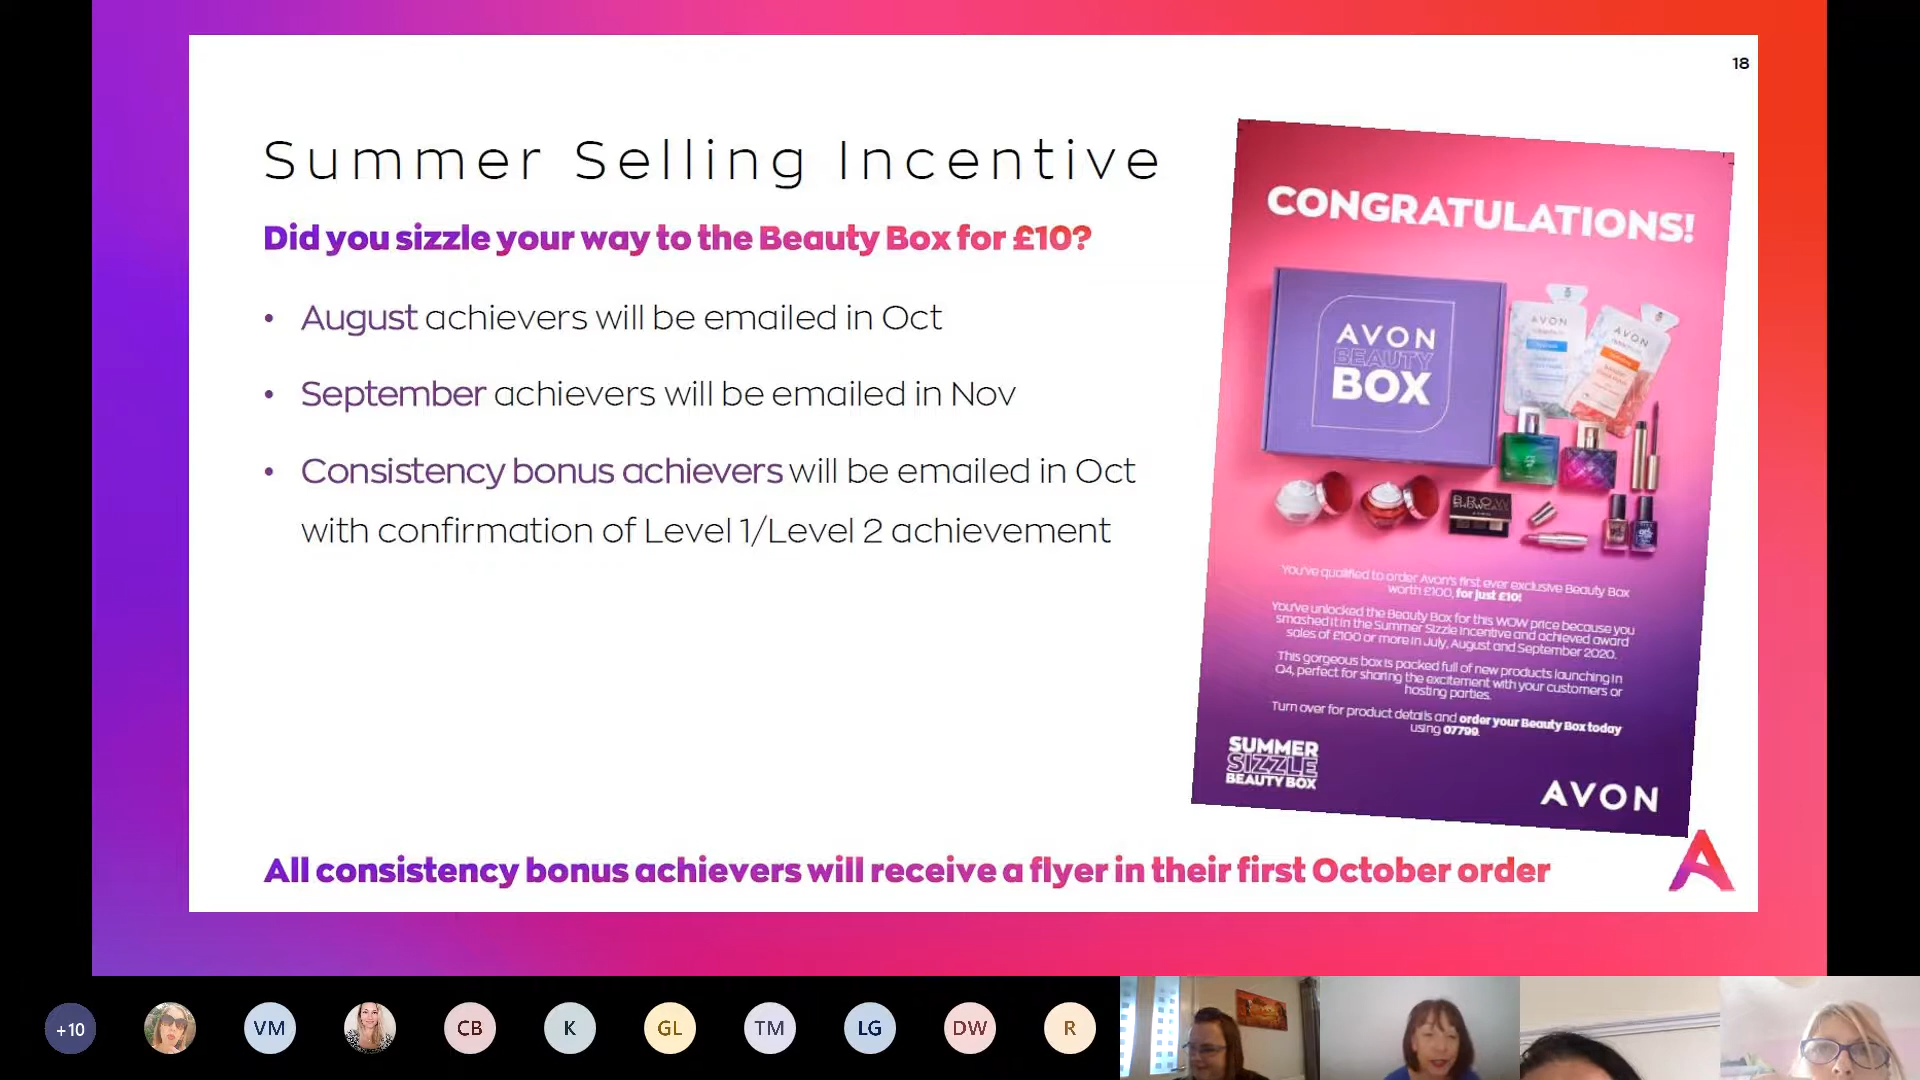 18
Summer Selling Incentive
Did you sizzle your way to the Beauty Box for £10?
• August achievers will be emailed in Oct
• September achievers will be emailed in Nov
• Consistency bonus achievers will be emailed in Oct
with confirmation of Level 1/Level 2 achievement
CONGRATULATIONS!
AVON
BEAUTY
BOX
AVON
AVON
BROW
SHOWCASE
You've qualified to order Avon's first ever exclusive Beauty Box
worth £100, for just £10!
You've unlocked the Beauty Box for this WOW price because you
smashed it in the Summer Sizzle Incentive and achieved award
sales of £100 or more in July, August and September 2020.
This gorgeous box is packed full of new products launching in
Q4, perfect for sharing the excitement with your customers or
hosting parties.
Turn over for product details and order your Beauty Box today
using 07799.
SUMMER
SIZZLE
BEAUTY BOX
AVON
All consistency bonus achievers will receive a flyer in their first October order
+10
VM
CB
K
GL
TM
LG
DW
R